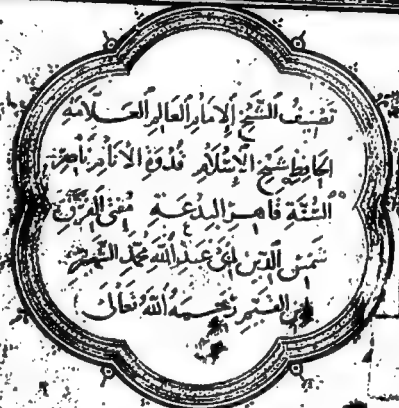 تصنيف الشيخ الإمام العالم العلامة
الحافظ شيخ الإسلام قدوة الأنام ناصر
السنة قاهر البدعة مفتي الفرق
شمس الدين أبي عبد الله محمد الشهير
بابن القيم رحمه الله تعالى